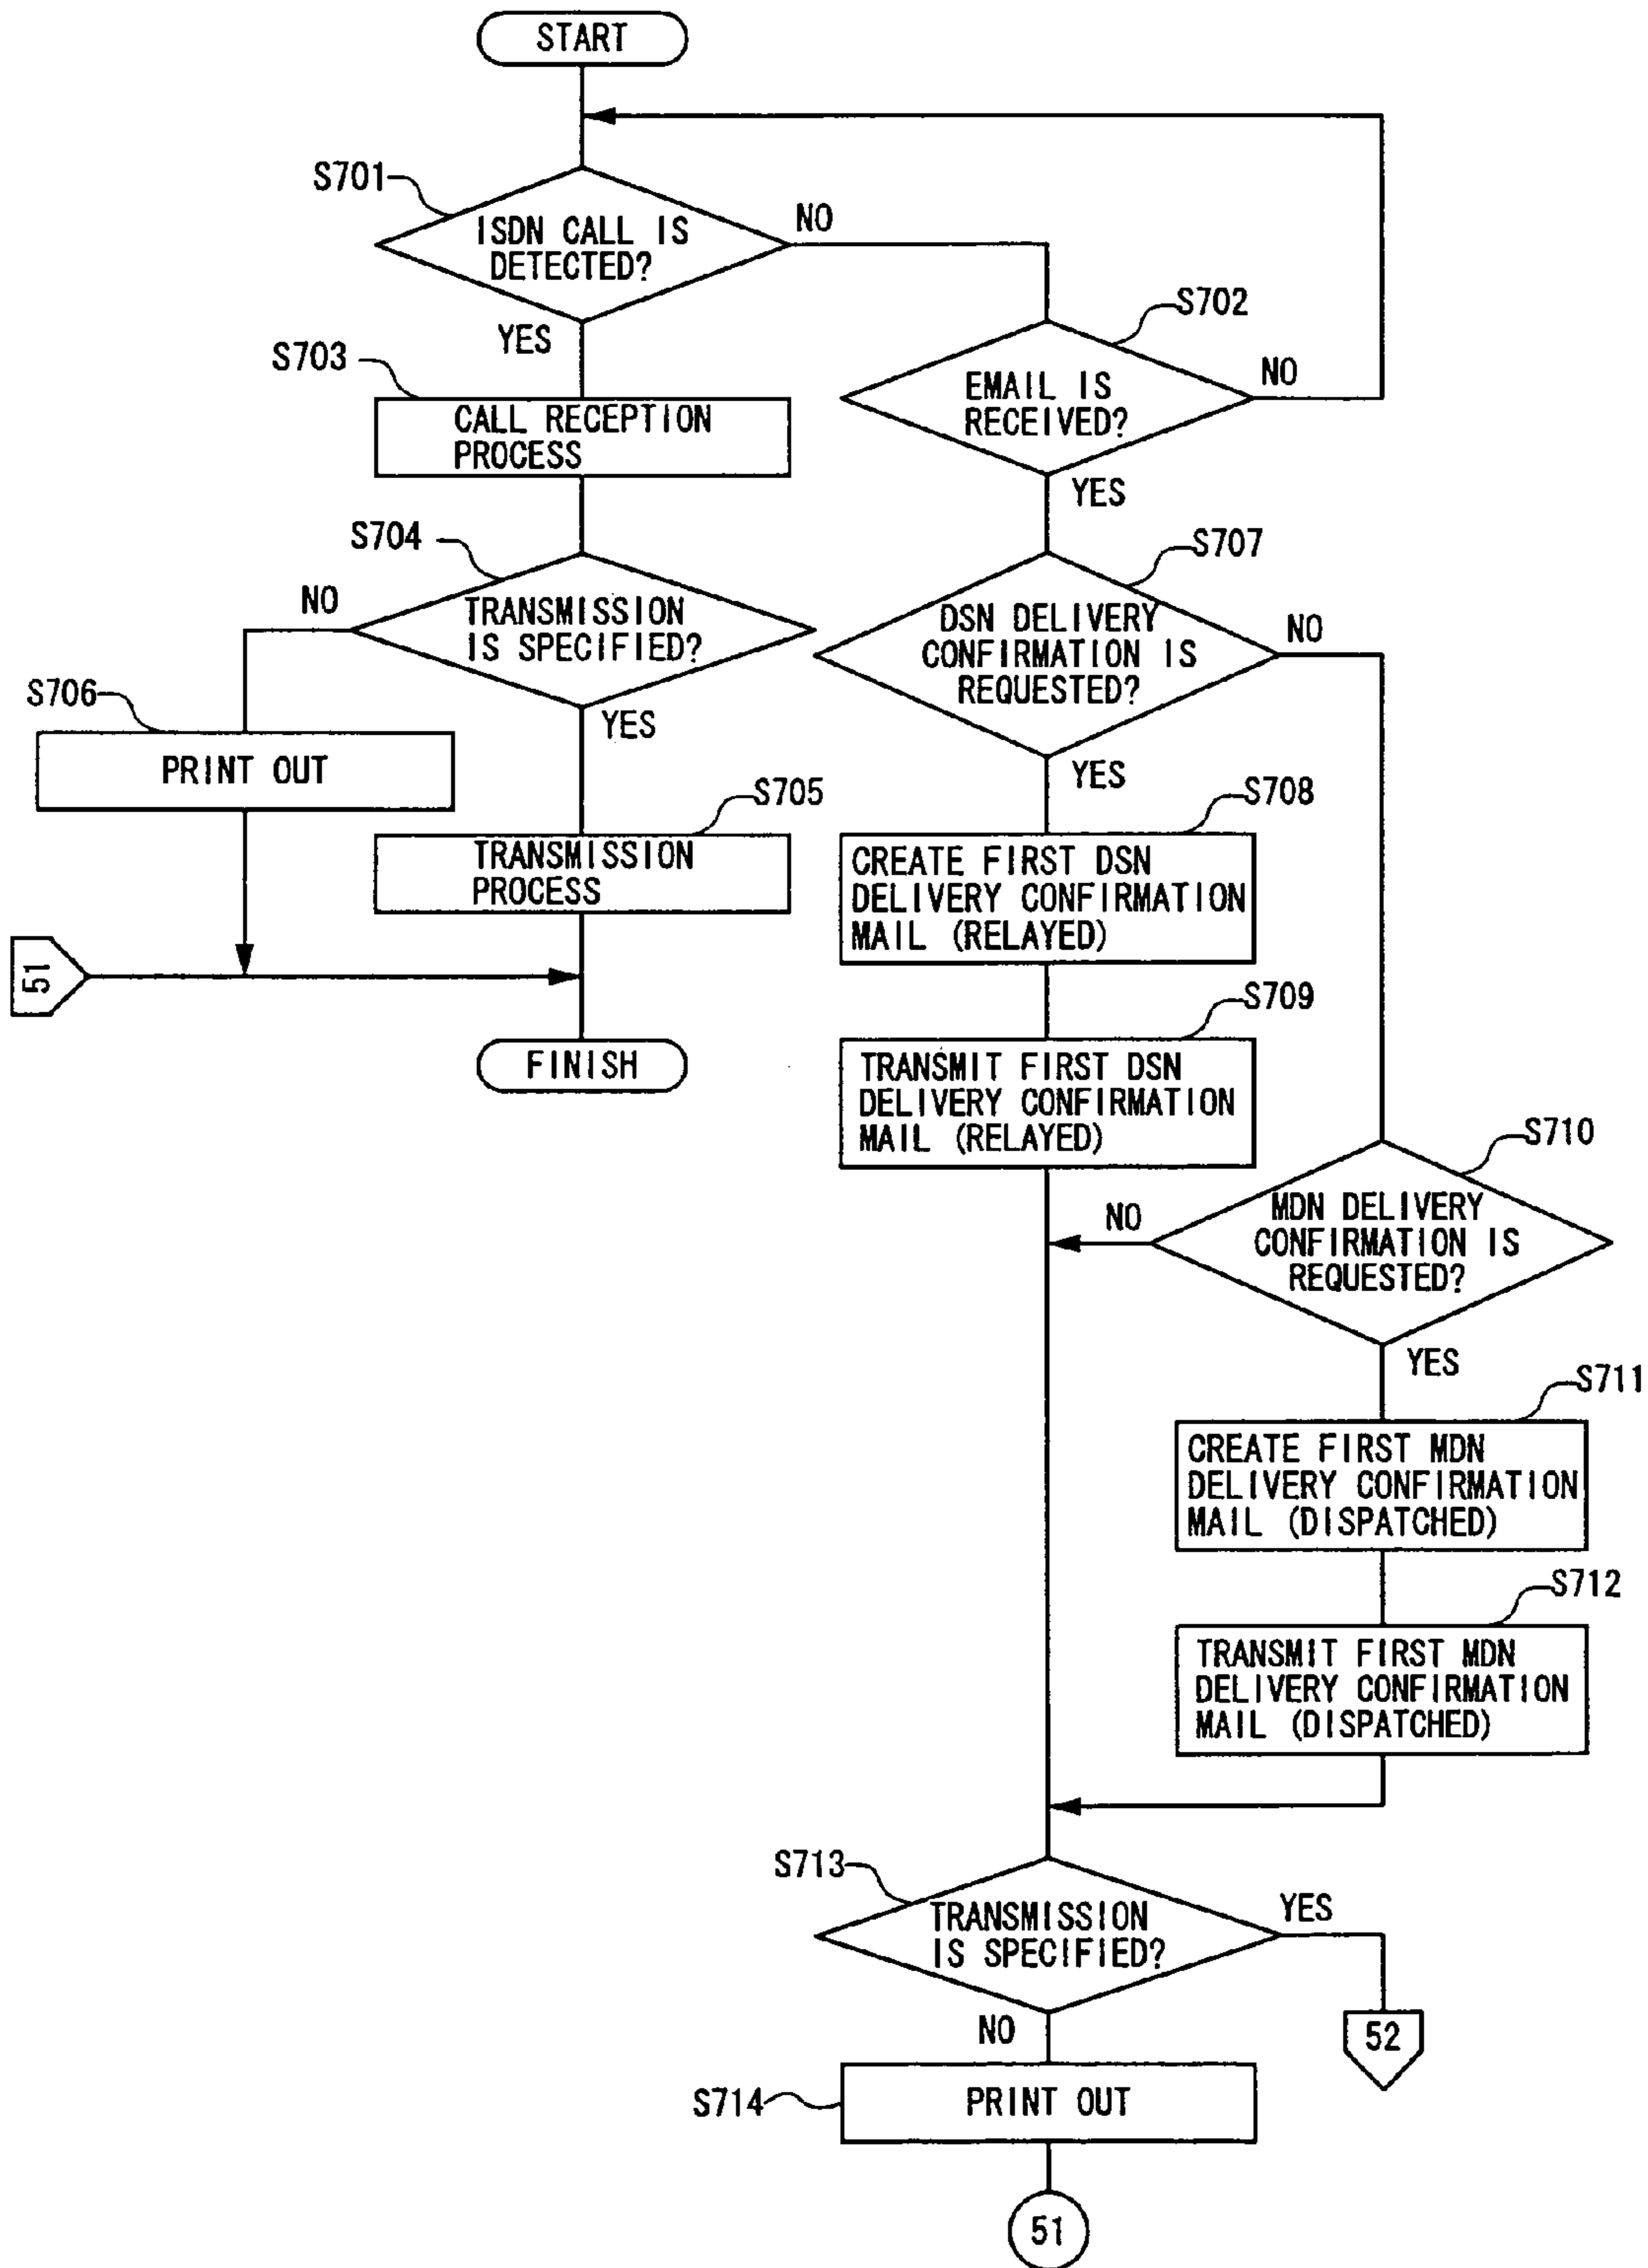 START
S701
ISDN CALL IS
DETECTED?
NO
YES
S702
EMAIL IS
RECEIVED?
NO
YES
S703
CALL RECEPTION
PROCESS
S704
TRANSMISSION
IS SPECIFIED?
NO
YES
S706
PRINT OUT
S705
TRANSMISSION
PROCESS
51
FINISH
S707
DSN DELIVERY
CONFIRMATION IS
REQUESTED?
NO
YES
S708
CREATE FIRST DSN
DELIVERY CONFIRMATION
MAIL (RELAYED)
S709
TRANSMIT FIRST DSN
DELIVERY CONFIRMATION
MAIL (RELAYED)
S710
MDN DELIVERY
CONFIRMATION IS
REQUESTED?
NO
YES
S711
CREATE FIRST MDN
DELIVERY CONFIRMATION
MAIL (DISPATCHED)
S712
TRANSMIT FIRST MDN
DELIVERY CONFIRMATION
MAIL (DISPATCHED)
S713
TRANSMISSION
IS SPECIFIED?
YES
NO
52
S714
PRINT OUT
51